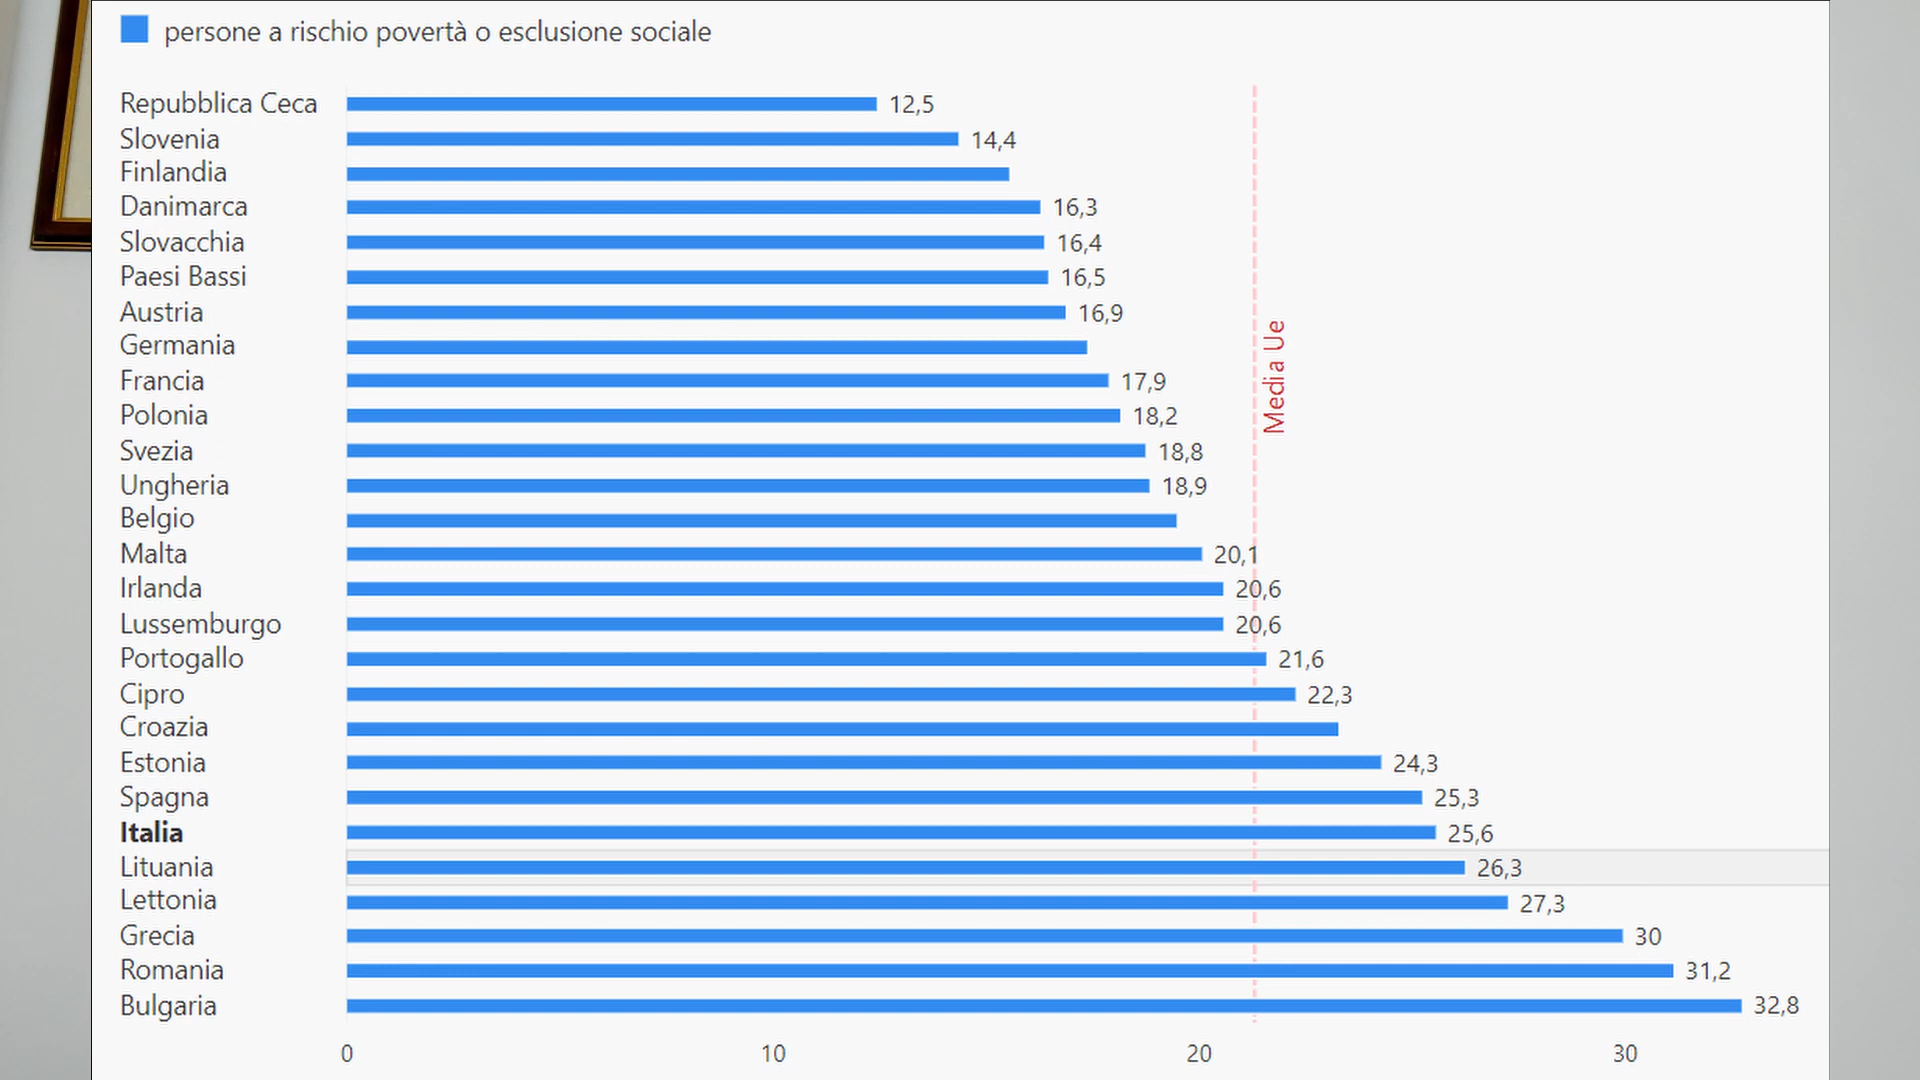 persone a rischio povertà o esclusione sociale
Repubblica Ceca 12,5
Slovenia 14,4
Finlandia
Danimarca 16,3
Slovacchia 16,4
Paesi Bassi 16,5
Austria 16,9
Germania
Francia 17,9
Polonia 18,2
Svezia 18,8
Ungheria 18,9
Belgio
Malta 20,1
Irlanda 20,6
Lussemburgo 20,6
Portogallo 21,6
Cipro 22,3
Croazia
Estonia 24,3
Spagna 25,3
Italia 25,6
Lituania 26,3
Lettonia 27,3
Grecia 30
Romania 31,2
Bulgaria 32,8
Media Ue
0 10 20 30